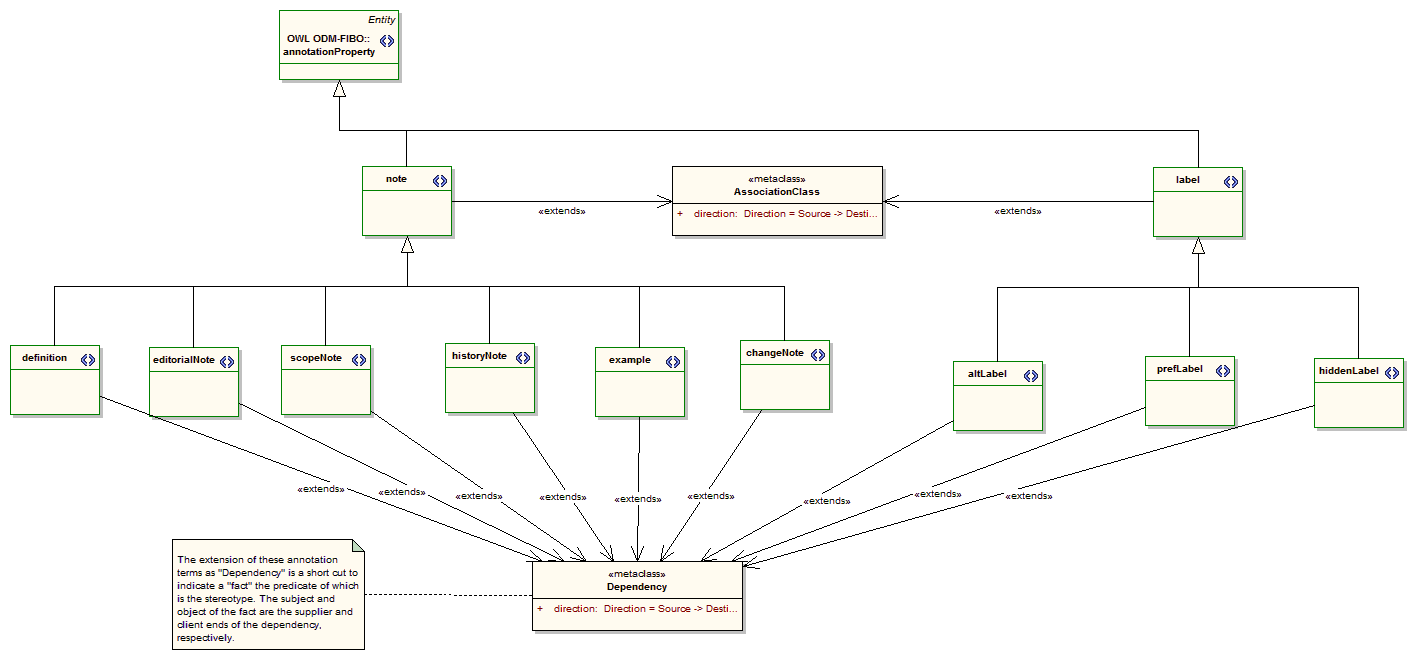 Entity
OWL ODM-FIBO::
annotationProperty
note
«metaclass»
AssociationClass
+ direction: Direction = Source -> Desti...
label
«extends»
«extends»
definition
editorialNote
scopeNote
historyNote
example
changeNote
altLabel
prefLabel
hiddenLabel
«extends»
«extends»
«extends»
«extends»
«extends»
«extends»
«extends»
«extends»
«extends»
The extension of these annotation
terms as "Dependency" is a short cut to
indicate a "fact" the predicate of which
is the stereotype. The subject and
object of the fact are the supplier and
client ends of the dependency,
respectively.
«metaclass»
Dependency
+ direction: Direction = Source -> Desti...